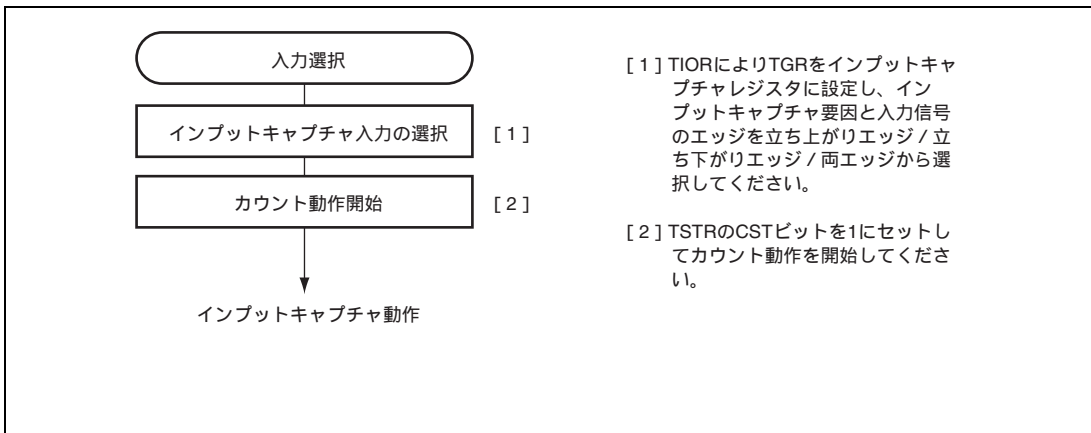 入力選択
インプットキャプチャ入力の選択
[ 1 ]
カウント動作開始
[ 2 ]
インプットキャプチャ動作
[ 1 ] TIORによりTGRをインプットキャ
プチャレジスタに設定し、イン
プットキャプチャ要因と入力信号
のエッジを立ち上がりエッジ / 立
ち下がりエッジ / 両エッジから選
択してください。
[ 2 ] TSTRのCSTビットを1にセットし
てカウント動作を開始してくださ
い。